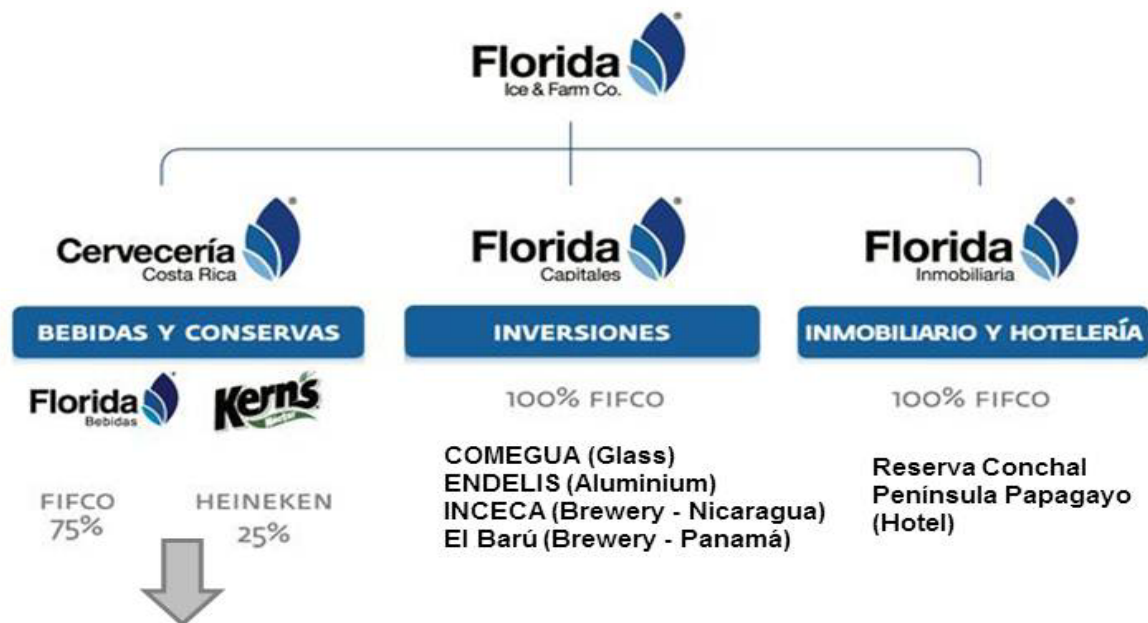 Florida
Ice & Farm Co.
Cervecería
Costa Rica
Florida
Capitales
Florida
Inmobiliaria
BEBIDAS Y CONSERVAS
INVERSIONES
INMOBILIARIO Y HOTELERÍA
Florida
Bebidas
Kern's
FIFCO
75%
HEINEKEN
25%
100% FIFCO
COMEGUA (Glass)
ENDELIS (Aluminium)
INCECA (Brewery - Nicaragua)
El Barú (Brewery - Panamá)
100% FIFCO
Reserva Conchal
Península Papagayo
(Hotel)